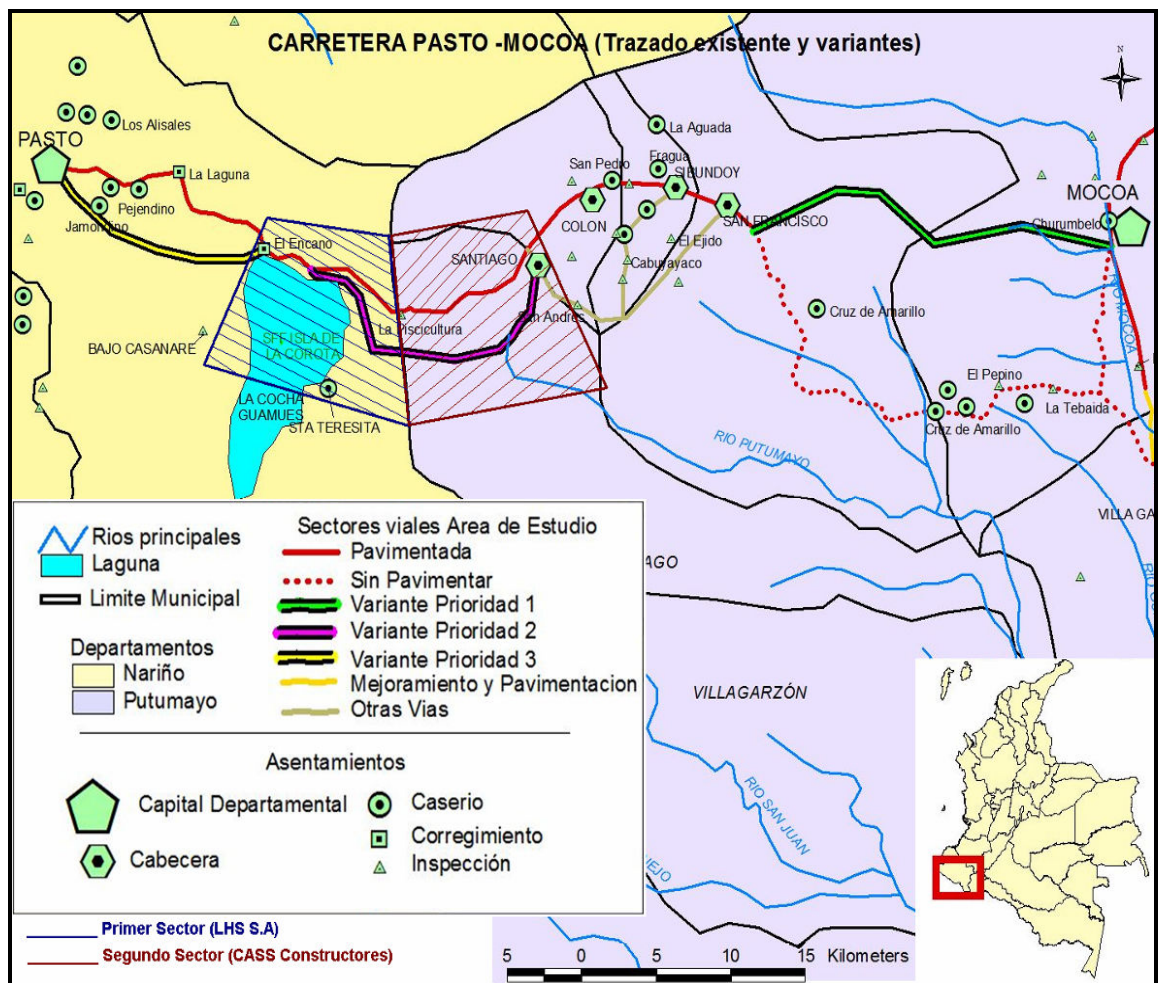 CARRETERA PASTO -MOCOA (Trazado existente y variantes)
N
Los Alisales
PASTO
La Laguna
Pejendino
Jamondino
El Encano
La Aguada
Fragua
San Pedro
SIBUNDOY
COLON
SAN FRANCISCO
El Ejido
Cabuyayaco
SANTIAGO
San Andres
La Piscicultura
MOCOA
Churumbelo
RIO MOCOA
Cruz de Amarillo
El Pepino
La Tebaida
Cruz de Amarillo
BAJO CASANARE
SFF ISLA DE
LA COROTA
LA COCHA
GUAMUES
STA TERESITA
RIO PUTUMAYO
VILLA GA
AGO
VILLAGARZÓN
RIO SAN JUAN
EJO
Rios principales
Laguna
Limite Municipal
Departamentos
Nariño
Putumayo
Sectores viales Area de Estudio
Pavimentada
Sin Pavimentar
Variante Prioridad 1
Variante Prioridad 2
Variante Prioridad 3
Mejoramiento y Pavimentacion
Otras Vias
Asentamientos
Capital Departamental
Cabecera
Caserio
Corregimiento
Inspección
Primer Sector (LHS S.A)
Segundo Sector (CASS Constructores)
5 0 5 10 15 Kilometers